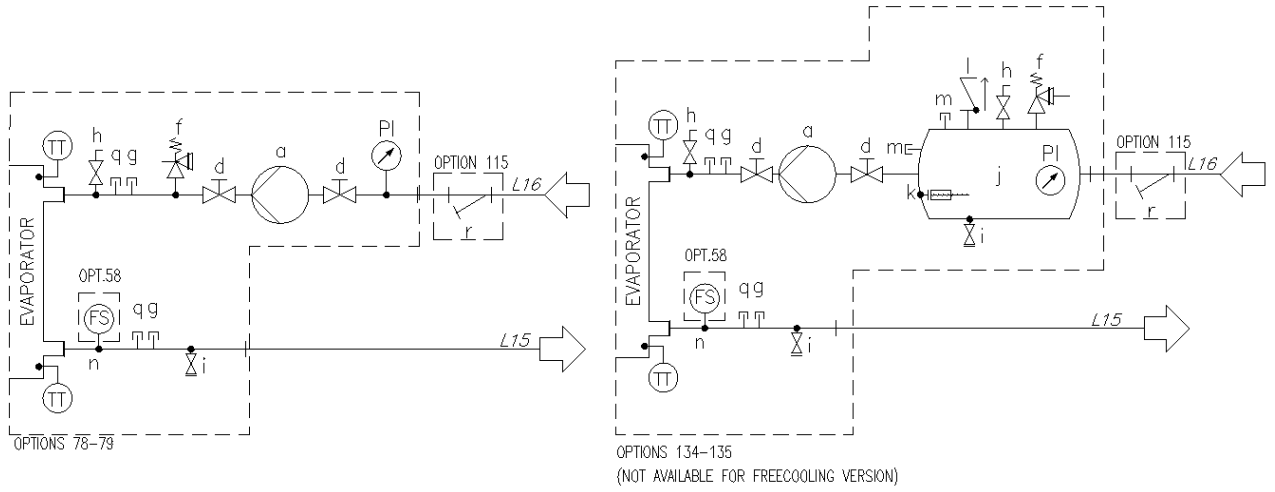 TT
h
q g
f
d
a
d
PI
OPTION 115
L16
r
EVAPORATOR
OPT.58
FS
q g
n
i
L15
TT
OPTIONS 78-79
TT
h
q g
d
a
d
m
m
l
h
f
PI
j
k
i
OPTION 115
L16
r
EVAPORATOR
OPT.58
FS
q g
n
i
L15
TT
OPTIONS 134-135
(NOT AVAILABLE FOR FREECOOLING VERSION)